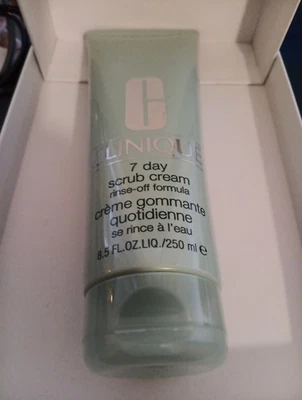 C
CLINIQUE
7 day
scrub cream
rinse-off formula
crème gommante
quotidienne
se rince à l'eau
8.5 FL.OZ.LIQ./250 ml ℮